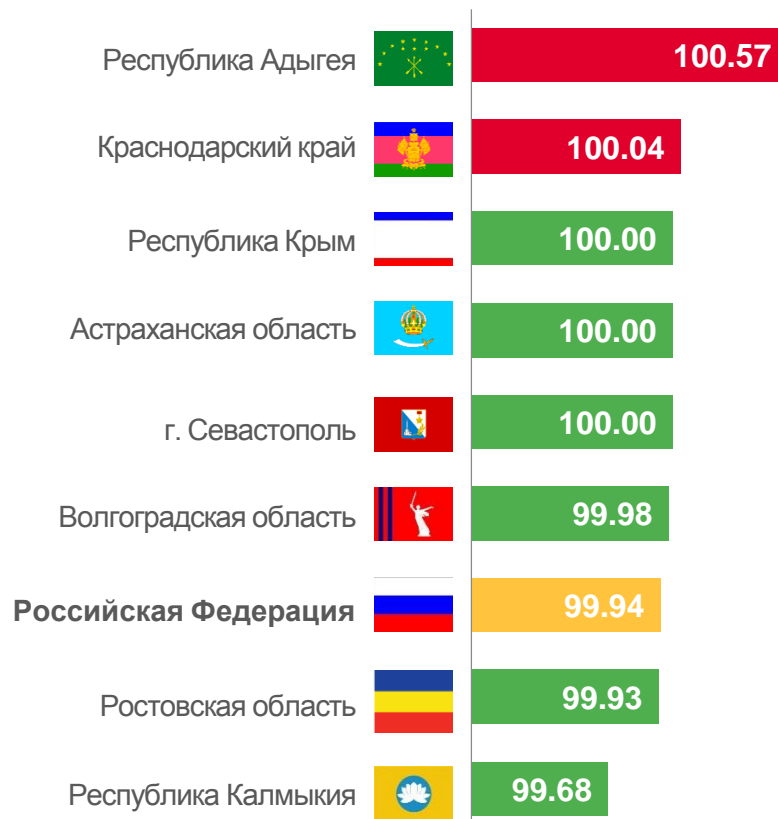 Республика Адыгея 100.57
Краснодарский край 100.04
Республика Крым 100.00
Астраханская область 100.00
г. Севастополь 100.00
Волгоградская область 99.98
Российская Федерация 99.94
Ростовская область 99.93
Республика Калмыкия 99.68